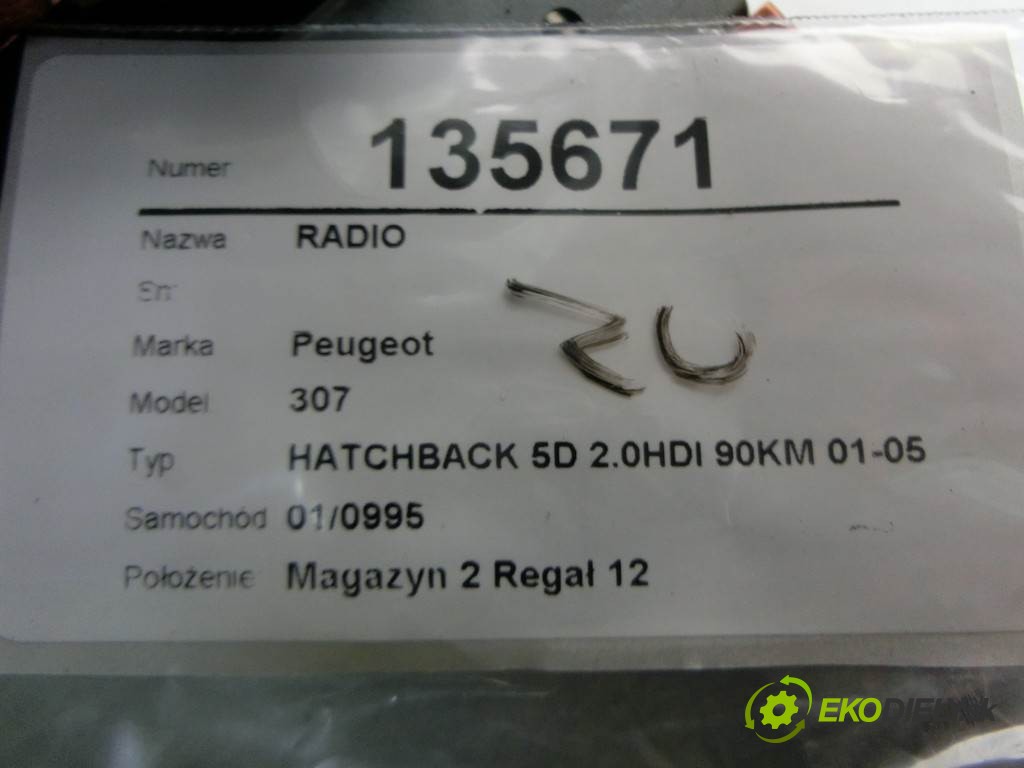 Numer 135671
Nazwa RADIO
Marka Peugeot
Model 307
Typ HATCHBACK 5D 2.0HDI 90KM 01-05
Samochód 01/0995
Położenie Magazyn 2 Regał 12